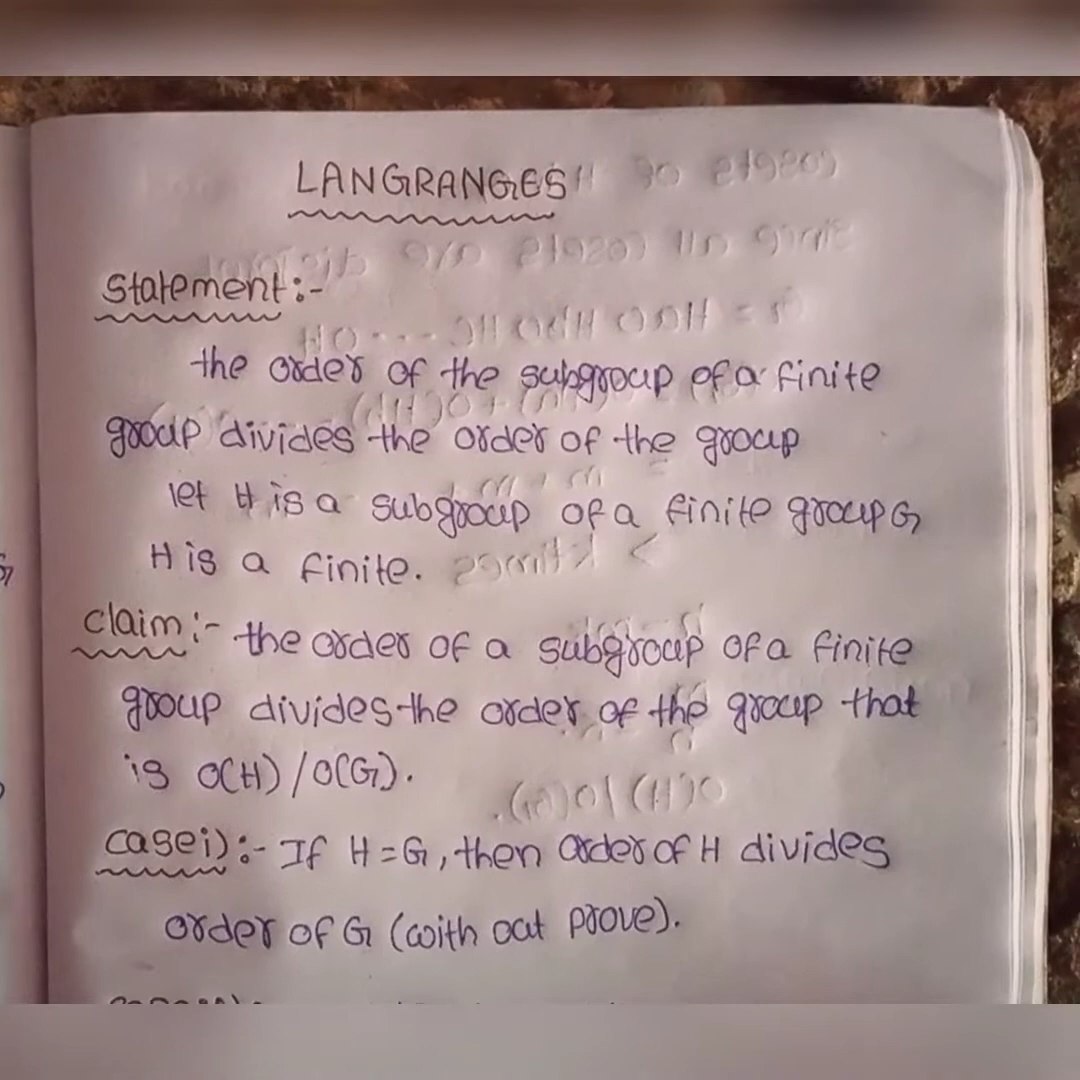 LANGRANGES
Statement:-
the order of the subgroup of a finite
group divides the order of the group
let H is a subgroup of a finite group G
H is a finite.
claim:- the order of a subgroup of a finite
group divides the order of the group that
is O(H)/O(G).
casei):- If H=G, then order of H divides
order of G (with out prove).